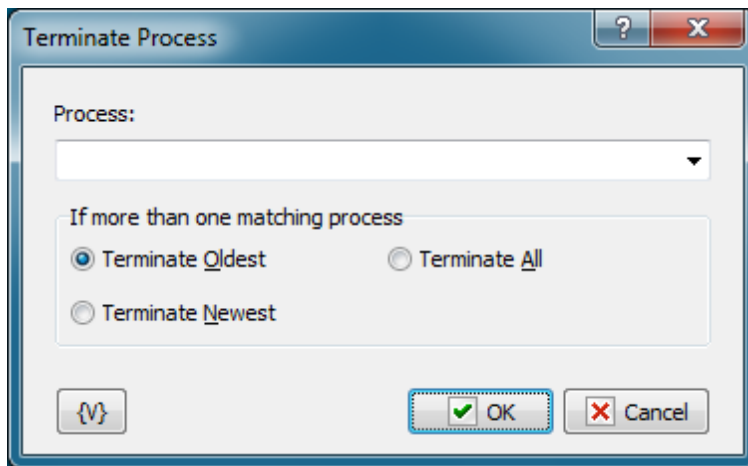 Terminate Process
?
Process:
If more than one matching process
Terminate Oldest
Terminate All
Terminate Newest
{V}
OK
Cancel